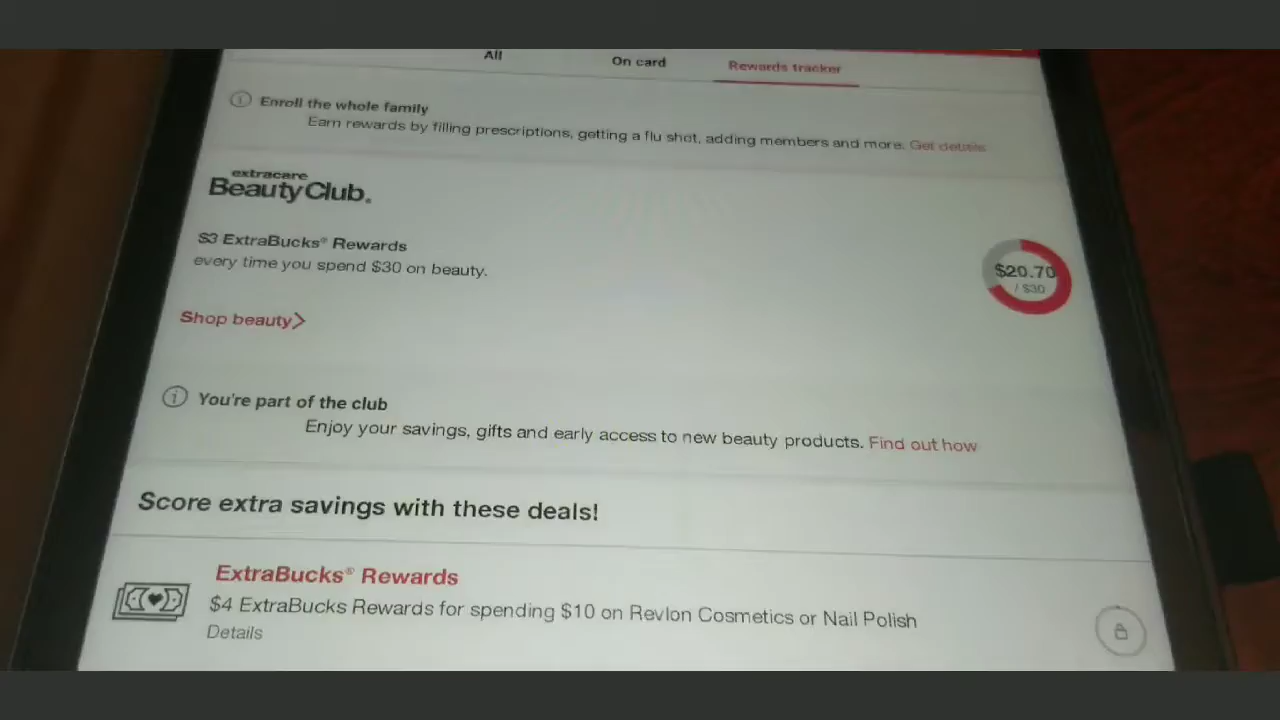 All
On card
Rewards tracker
Enroll the whole family
Earn rewards by filling prescriptions, getting a flu shot, adding members and more. Get details
extracare
BeautyClub.
$3 ExtraBucks® Rewards
every time you spend $30 on beauty.
$20.70
/ $30
Shop beauty>
You're part of the club
Enjoy your savings, gifts and early access to new beauty products. Find out how
Score extra savings with these deals!
ExtraBucks® Rewards
$4 ExtraBucks Rewards for spending $10 on Revlon Cosmetics or Nail Polish
Details